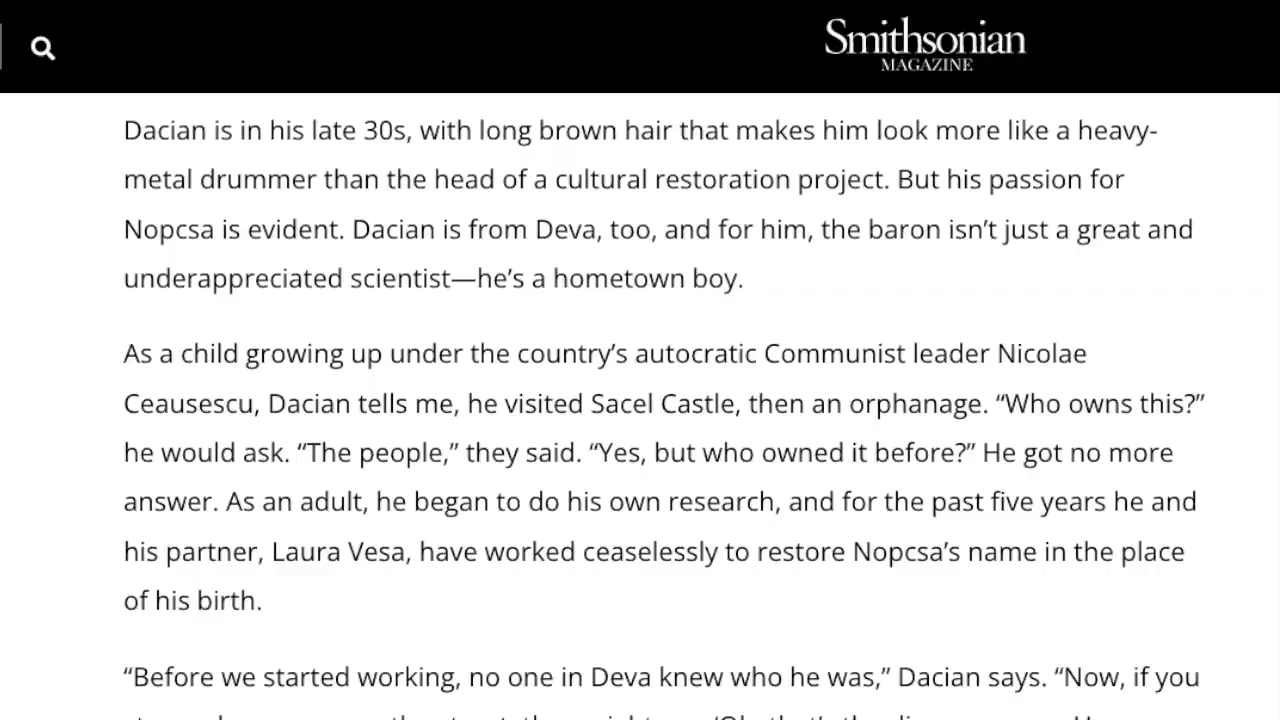 Smithsonian
MAGAZINE
Dacian is in his late 30s, with long brown hair that makes him look more like a heavy-
metal drummer than the head of a cultural restoration project. But his passion for
Nopcsa is evident. Dacian is from Deva, too, and for him, the baron isn’t just a great and
underappreciated scientist—he’s a hometown boy.
As a child growing up under the country’s autocratic Communist leader Nicolae
Ceausescu, Dacian tells me, he visited Sacel Castle, then an orphanage. “Who owns this?”
he would ask. “The people,” they said. “Yes, but who owned it before?” He got no more
answer. As an adult, he began to do his own research, and for the past five years he and
his partner, Laura Vesa, have worked ceaselessly to restore Nopcsa’s name in the place
of his birth.
“Before we started working, no one in Deva knew who he was,” Dacian says. “Now, if you